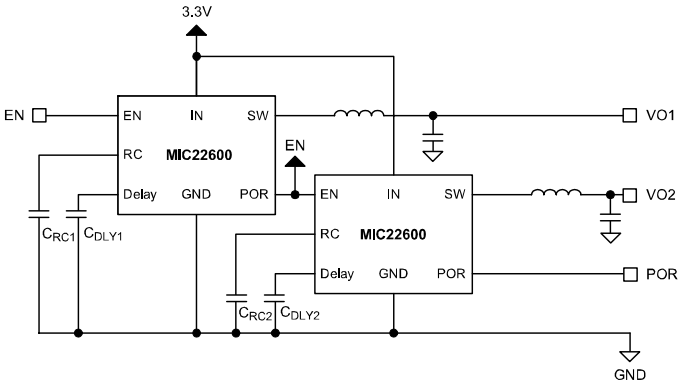 3.3V
EN
EN IN SW
VO1
RC MIC22600
EN
Delay GND POR
EN IN SW
VO2
CRC1 CDLY1
RC MIC22600
Delay GND POR
POR
CRC2 CDLY2
GND